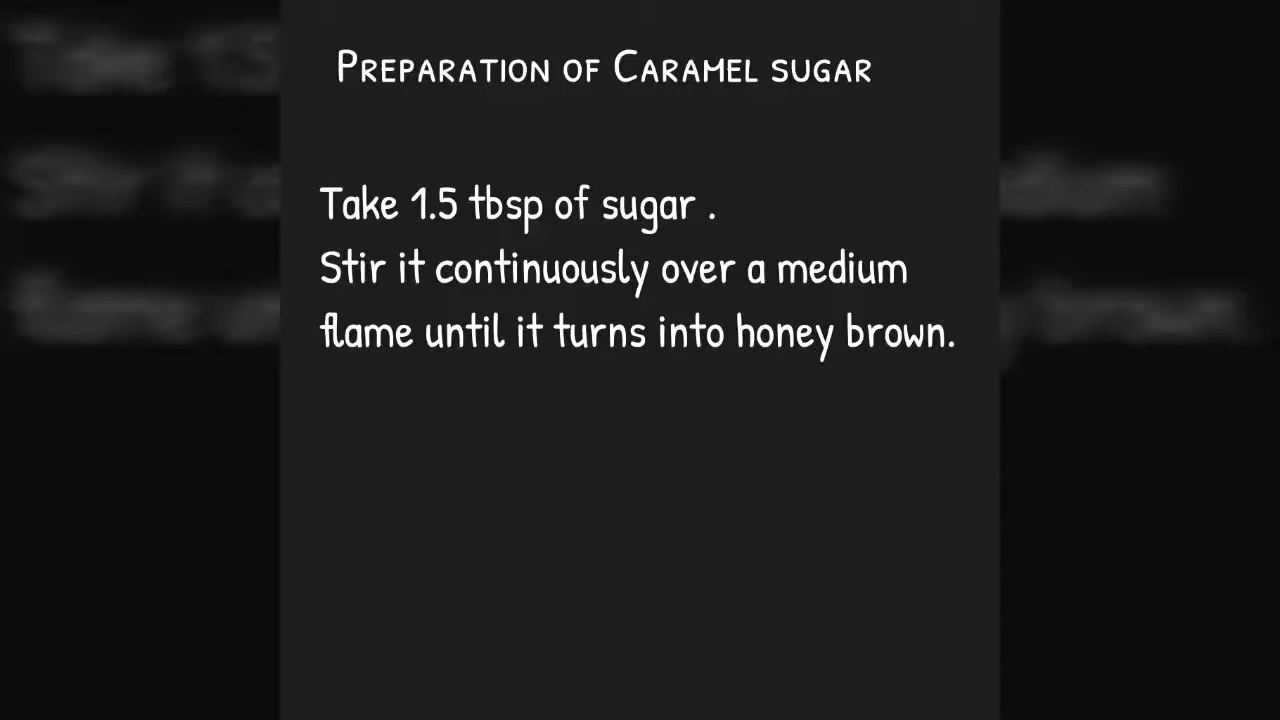 Preparation of Caramel sugar
Take 1.5 tbsp of sugar .
Stir it continuously over a medium
flame until it turns into honey brown.